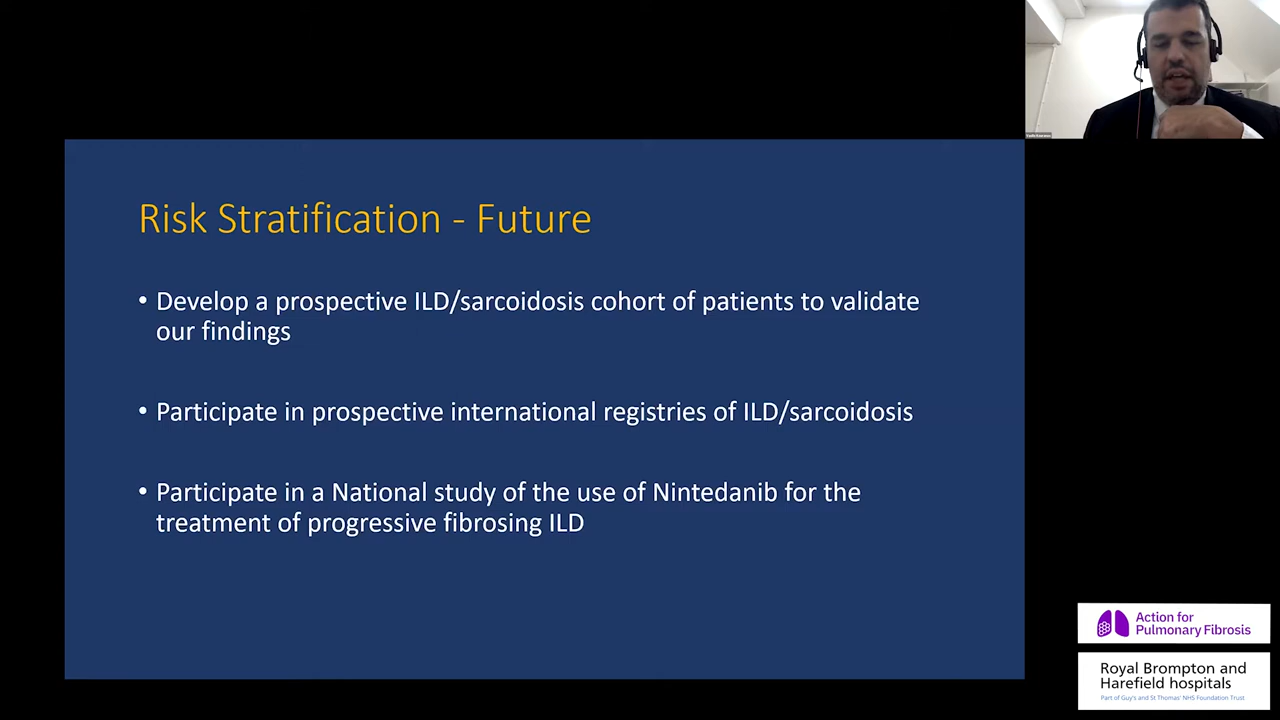 Risk Stratification - Future
• Develop a prospective ILD/sarcoidosis cohort of patients to validate
our findings
• Participate in prospective international registries of ILD/sarcoidosis
• Participate in a National study of the use of Nintedanib for the
treatment of progressive fibrosing ILD
Action for
Pulmonary Fibrosis
Royal Brompton and
Harefield hospitals
Part of Guy's and St Thomas' NHS Foundation Trust